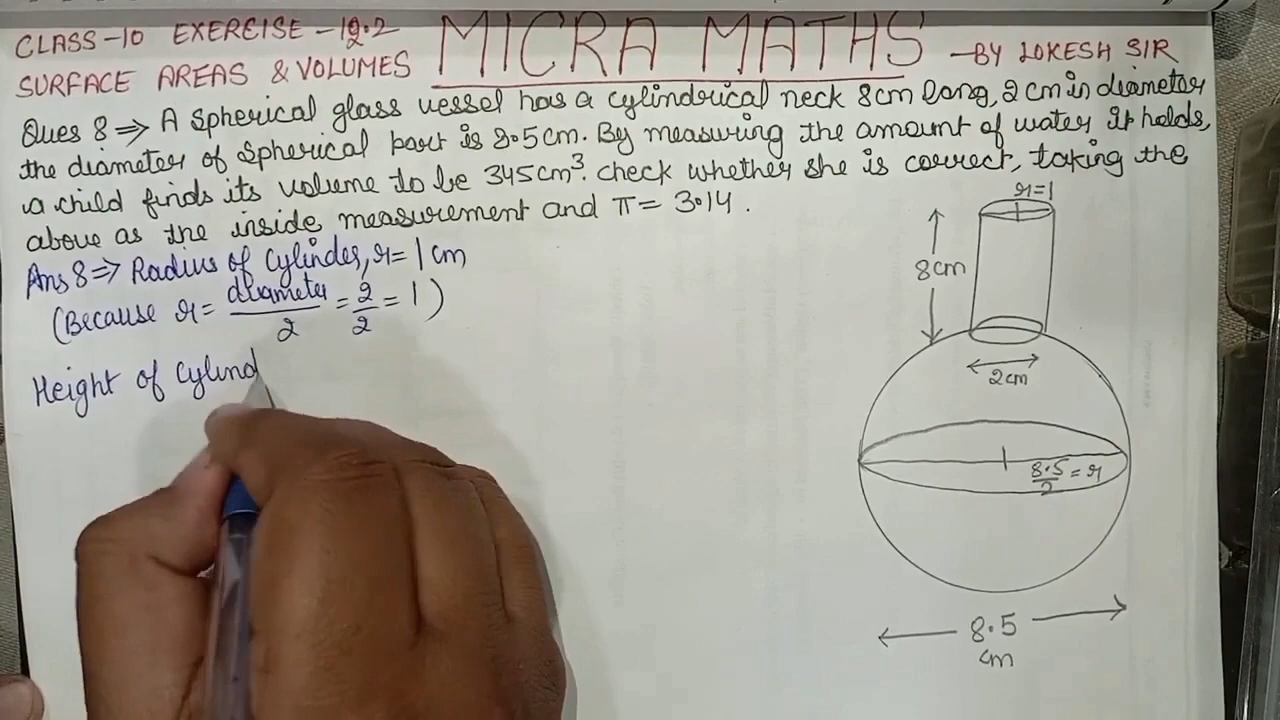 CLASS-10 EXERCISE -12.2
MICRA MATHS
-BY LOKESH SIR
SURFACE AREAS & VOLUMES
Ques 8 => A Spherical glass vessel has a cylindrical neck 8cm long, 2 cm in diameter
the diameter of Spherical part is 8.5cm. By measuring the amount of water it holds,
a child finds its volume to be 345cm³. check whether she is correct, taking the
above as the inside measurement and π = 3.14.
Ans 8 => Radius of Cylinder, r = 1 cm
(Because r = diameter/2 = 2/2 = 1)
Height of Cylind
r=1
8cm
2cm
8.5/2 = r
8.5
cm